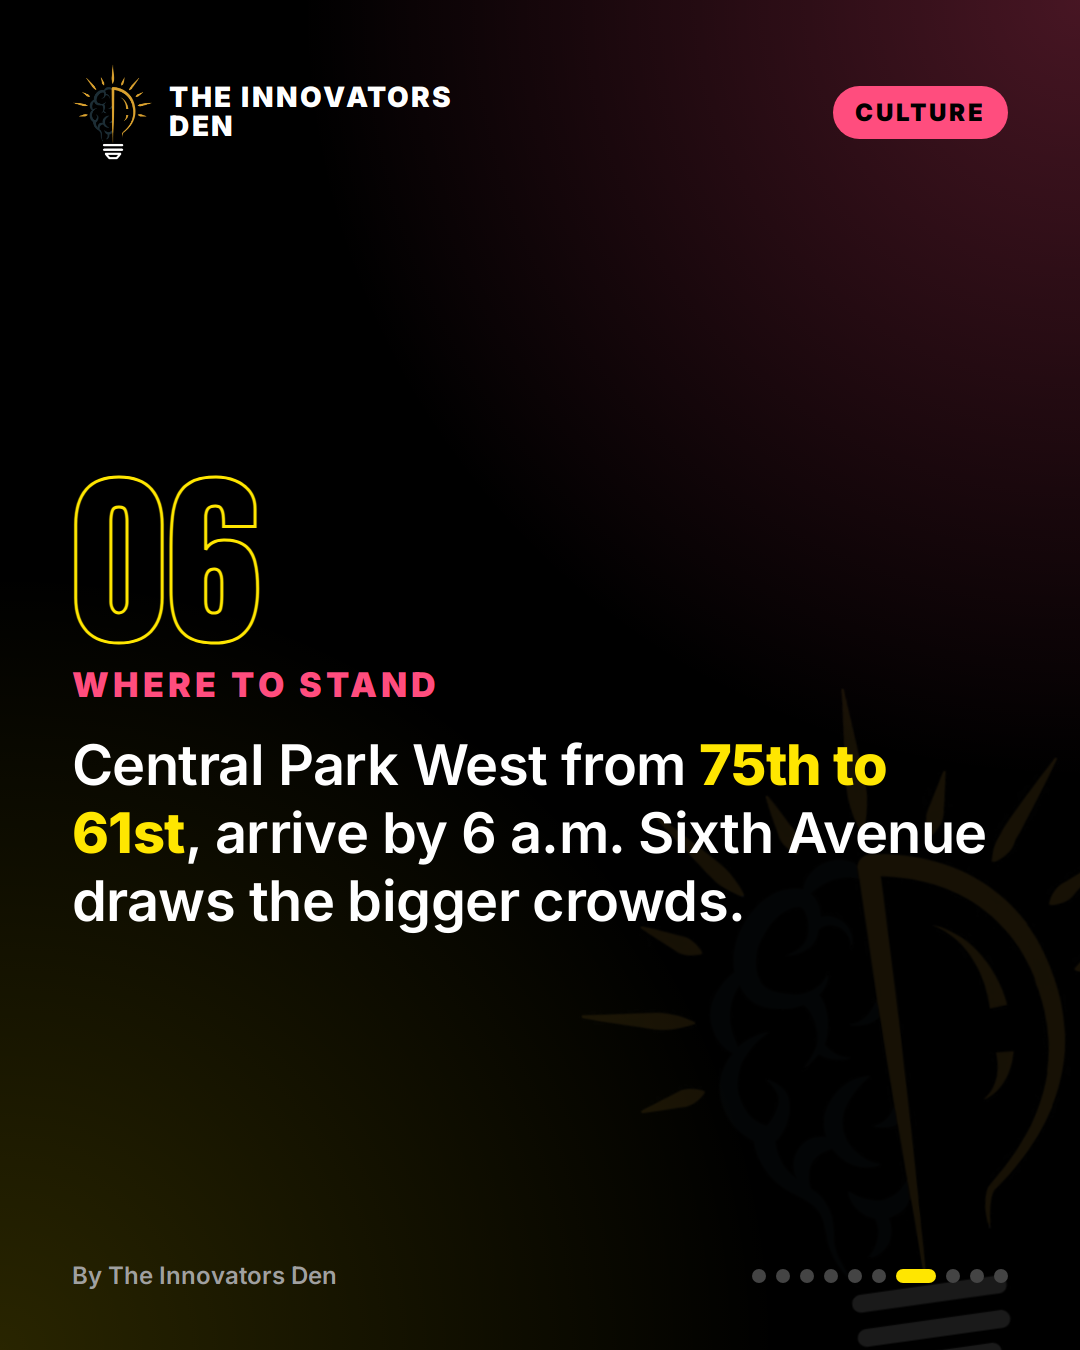 THE INNOVATORS
DEN
CULTURE
06
WHERE TO STAND
Central Park West from 75th to
61st, arrive by 6 a.m. Sixth Avenue
draws the bigger crowds.
By The Innovators Den